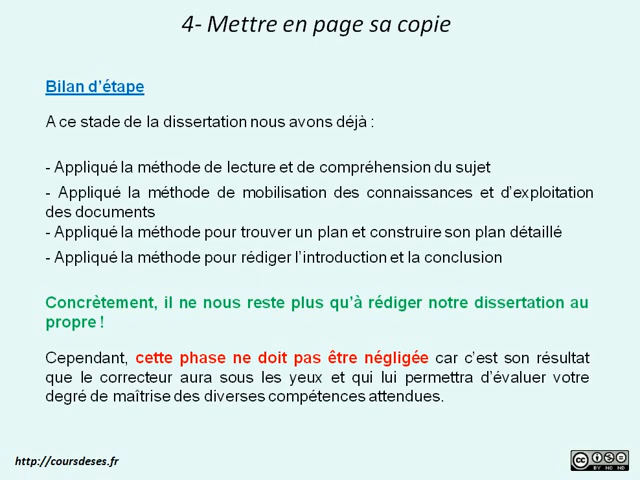 4- Mettre en page sa copie
Bilan d'étape
A ce stade de la dissertation nous avons déjà :
- Appliqué la méthode de lecture et de compréhension du sujet
- Appliqué la méthode de mobilisation des connaissances et d'exploitation
des documents
- Appliqué la méthode pour trouver un plan et construire son plan détaillé
- Appliqué la méthode pour rédiger l'introduction et la conclusion
Concrètement, il ne nous reste plus qu'à rédiger notre dissertation au
propre !
Cependant, cette phase ne doit pas être négligée car c'est son résultat
que le correcteur aura sous les yeux et qui lui permettra d'évaluer votre
degré de maîtrise des diverses compétences attendues.
http://coursdeses.fr
cc
BY NC ND